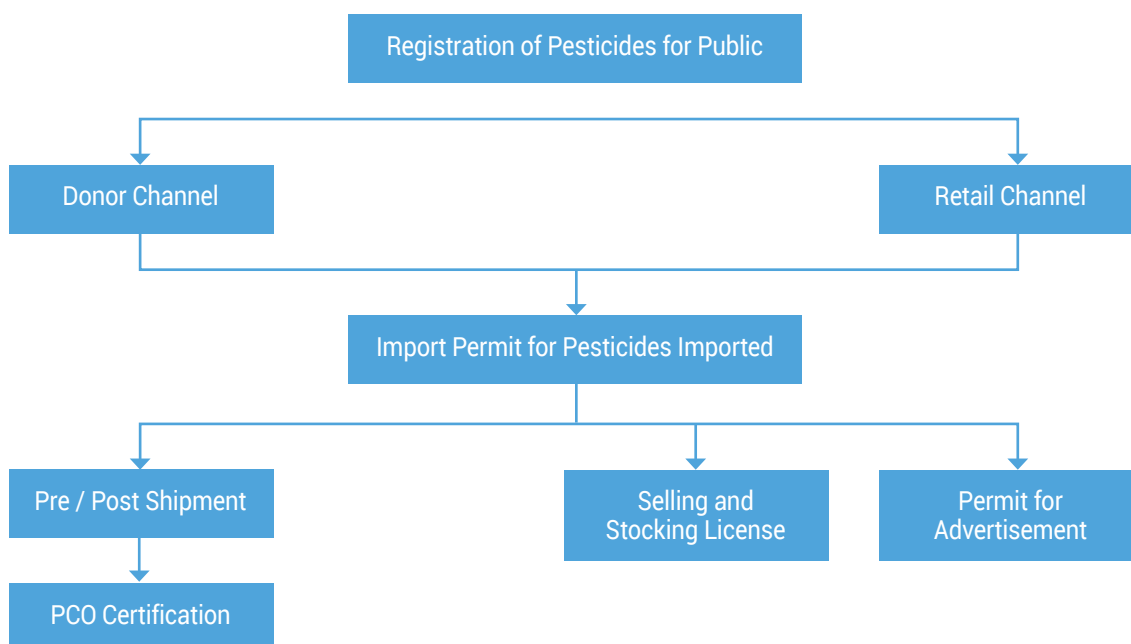 Registration of Pesticides for Public
Donor Channel
Retail Channel
Import Permit for Pesticides Imported
Pre / Post Shipment
Selling and
Stocking License
Permit for
Advertisement
PCO Certification